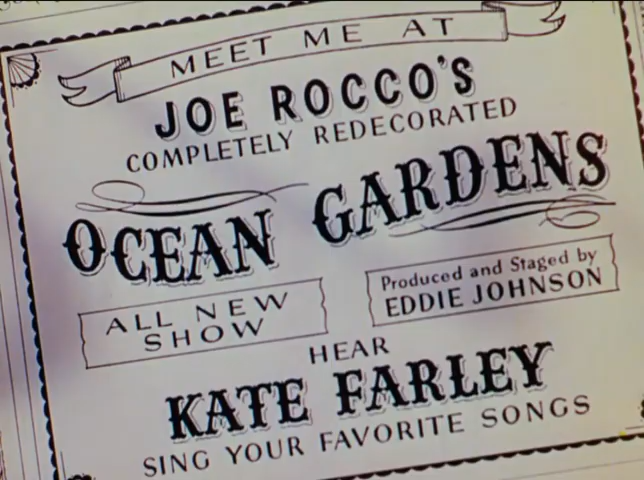 MEET ME AT
JOE ROCCO'S
COMPLETELY REDECORATED
OCEAN GARDENS
ALL NEW
SHOW
Produced and Staged by
EDDIE JOHNSON
HEAR
KATE FARLEY
SING YOUR FAVORITE SONGS